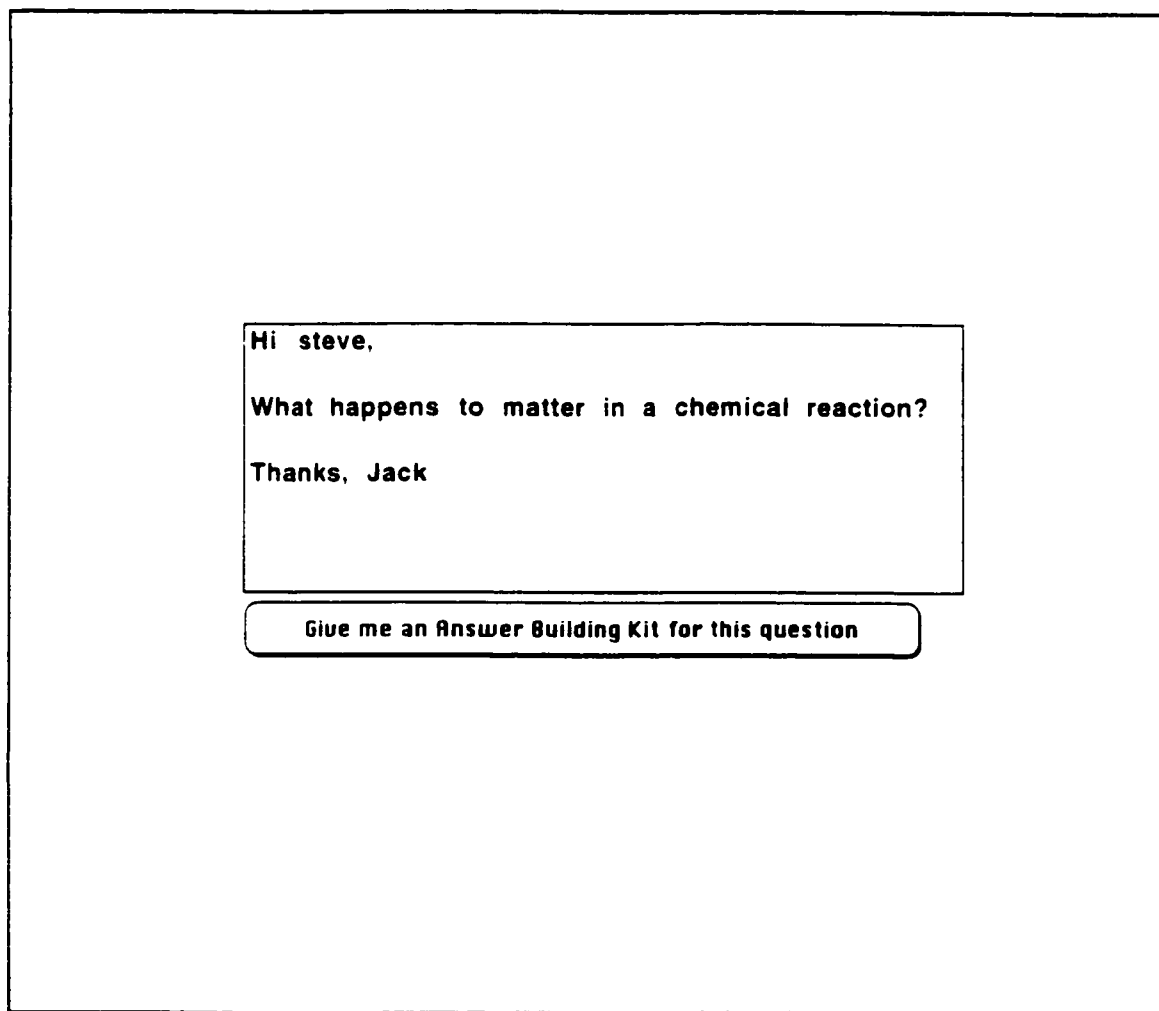 Hi steve,
What happens to matter in a chemical reaction?
Thanks, Jack
Give me an Answer Building Kit for this question